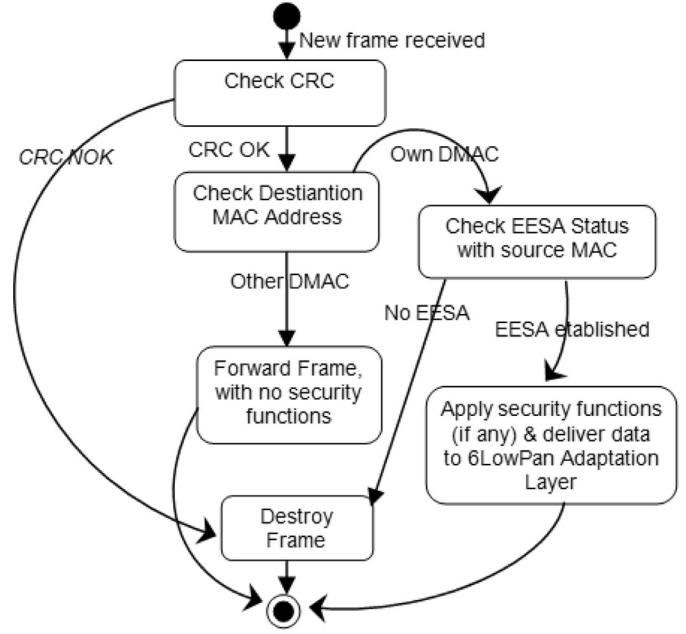 New frame received
Check CRC
CRC NOK
CRC OK
Own DMAC
Check Destiantion
MAC Address
Check EESA Status
with source MAC
Other DMAC
No EESA
EESA etablished
Forward Frame,
with no security
functions
Apply security functions
(if any) & deliver data
to 6LowPan Adaptation
Layer
Destroy
Frame